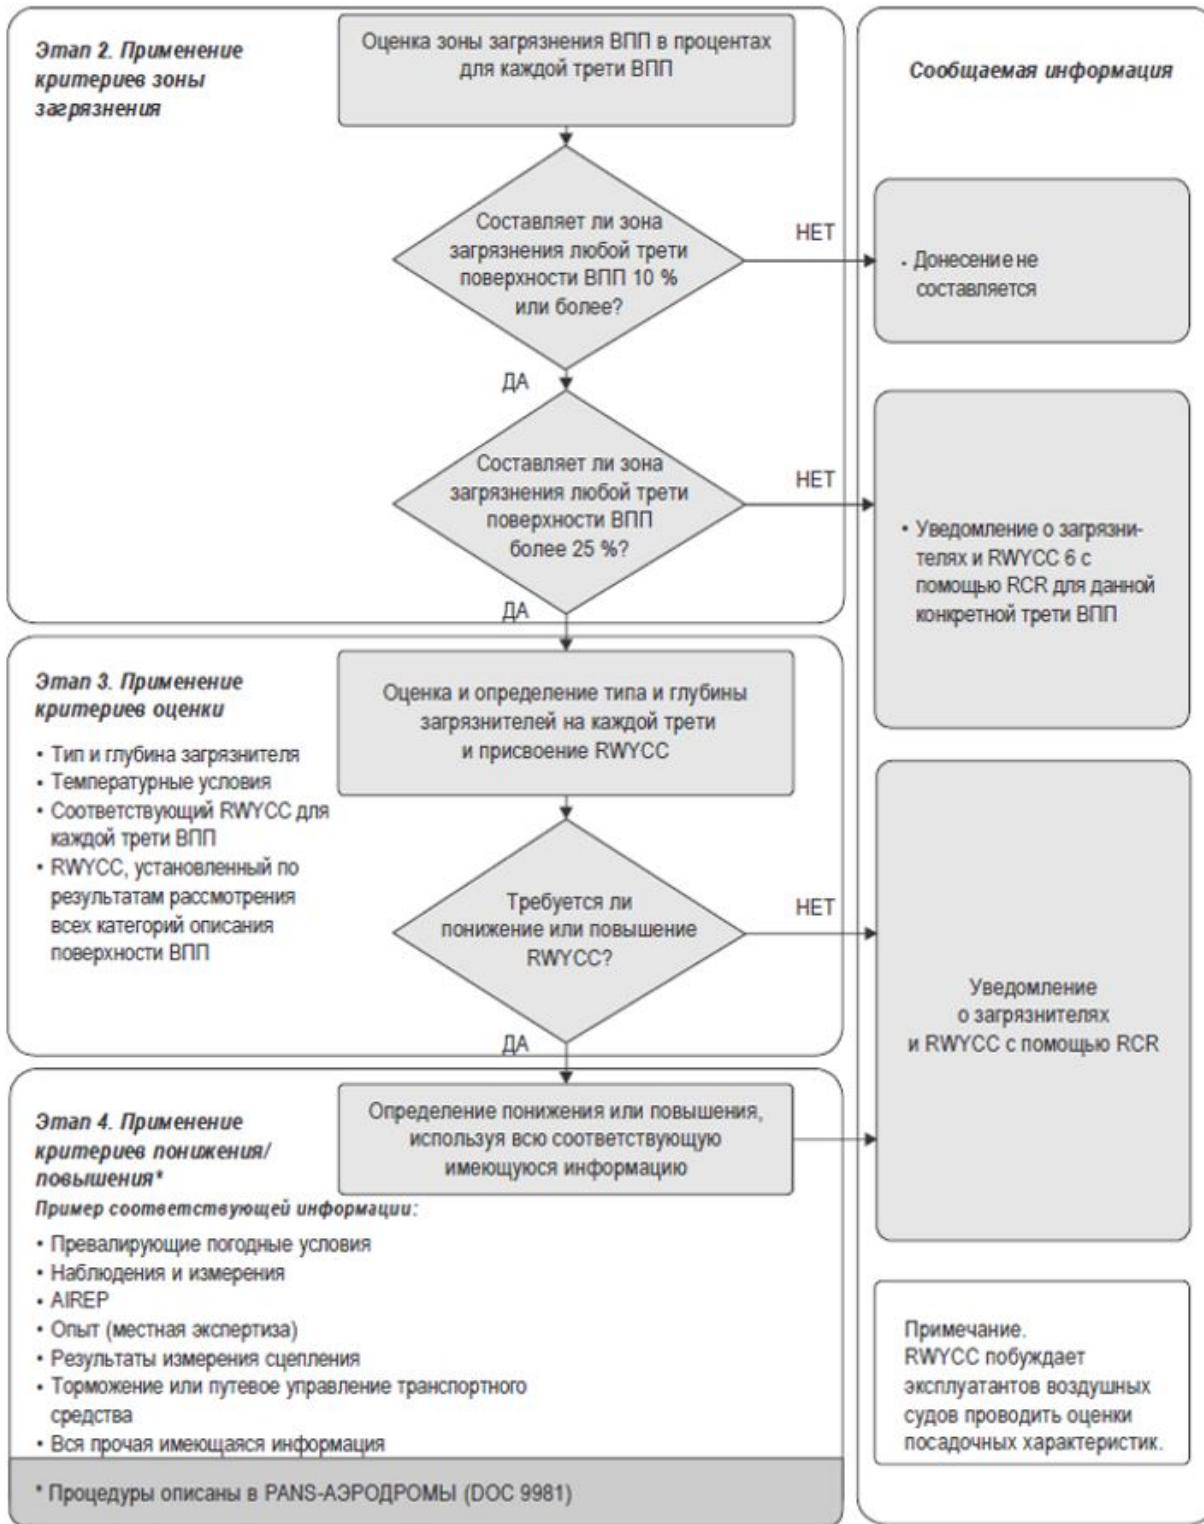 Этап 2. Применение
критериев зоны
загрязнения
Оценка зоны загрязнения ВПП в процентах
для каждой трети ВПП
Сообщаемая информация
Составляет ли зона
загрязнения любой трети
поверхности ВПП 10 %
или более?
НЕТ
• Донесение не
составляется
ДА
Составляет ли зона
загрязнения любой трети
поверхности ВПП
более 25 %?
НЕТ
• Уведомление о загрязни-
телях и RWYCC 6 с
помощью RCR для данной
конкретной трети ВПП
ДА
Этап 3. Применение
критериев оценки
• Тип и глубина загрязнителя
• Температурные условия
• Соответствующий RWYCC для
каждой трети ВПП
• RWYCC, установленный по
результатам рассмотрения
всех категорий описания
поверхности ВПП
Оценка и определение типа и глубины
загрязнителей на каждой трети
и присвоение RWYCC
Требуется ли
понижение или повышение
RWYCC?
НЕТ
Уведомление
о загрязнителях
и RWYCC с помощью RCR
ДА
Этап 4. Применение
критериев понижения/
повышения*
Пример соответствующей информации:
• Превалирующие погодные условия
• Наблюдения и измерения
• AIREP
• Опыт (местная экспертиза)
• Результаты измерения сцепления
• Торможение или путевое управление транспортного
средства
• Вся прочая имеющаяся информация
Определение понижения или повышения,
используя всю соответствующую
имеющуюся информацию
Примечание.
RWYCC побуждает
эксплуатантов воздушных
судов проводить оценки
посадочных характеристик.
* Процедуры описаны в PANS-АЭРОДРОМЫ (DOC 9981)